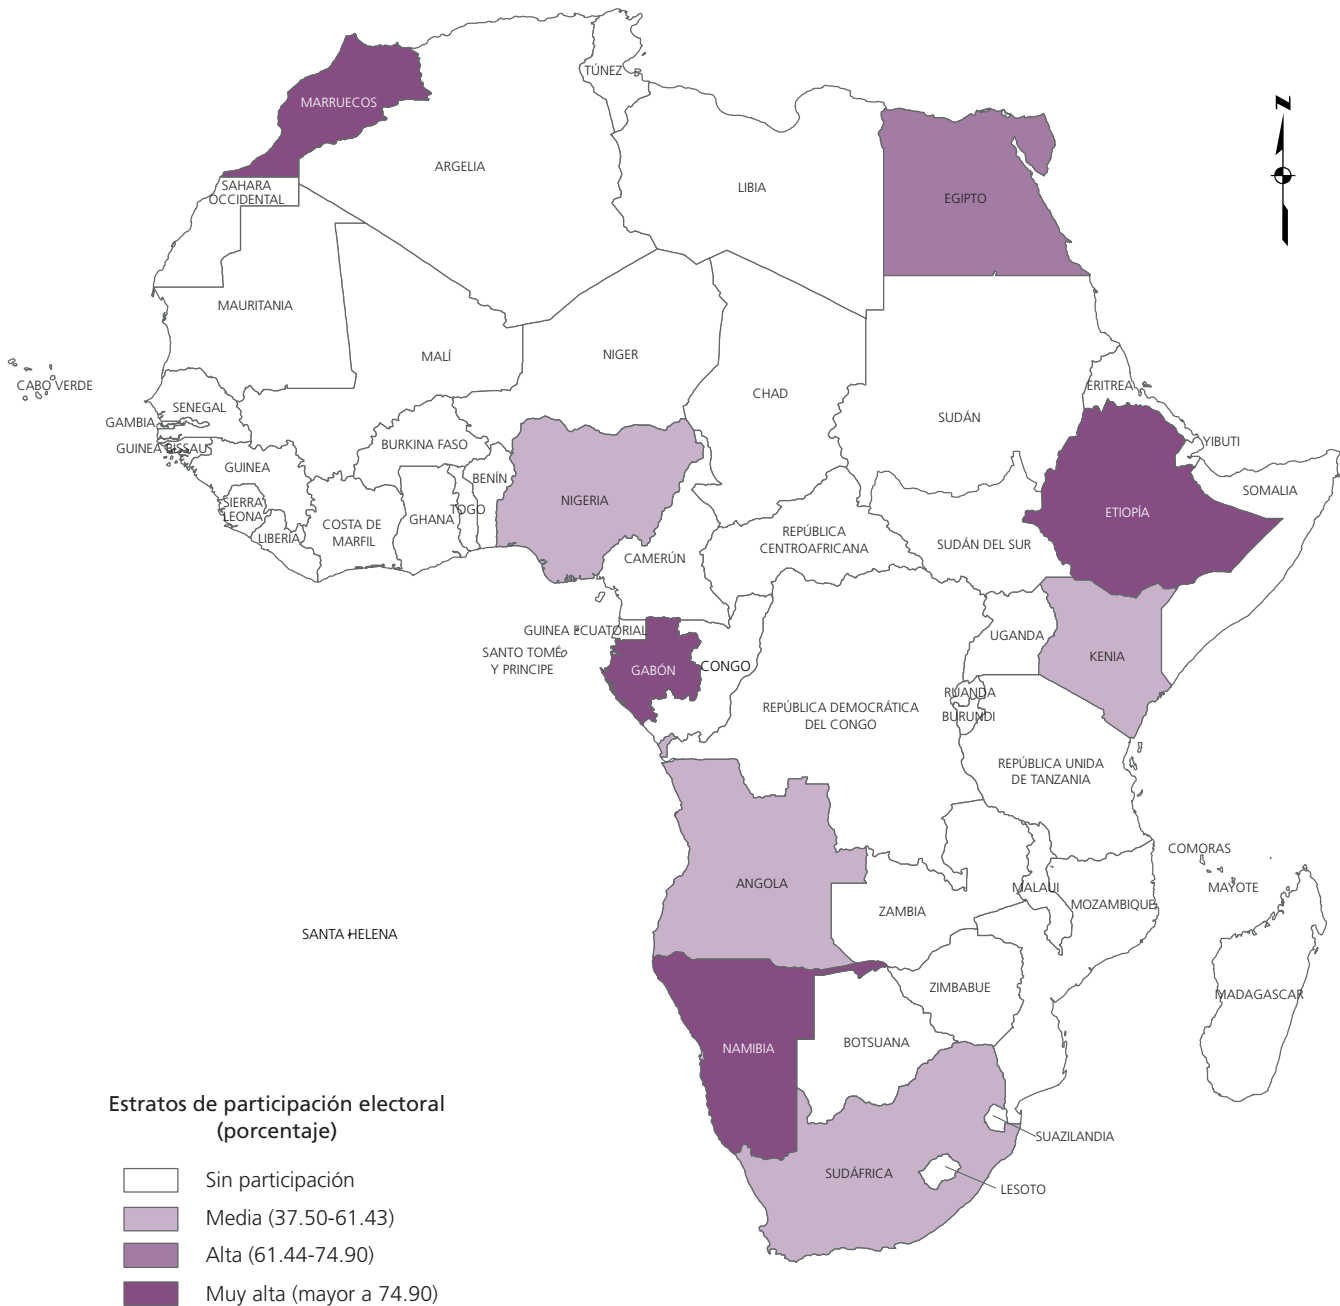 N
TÚNEZ
MARRUECOS
ARGELIA
LIBIA
EGIPTO
SAHARA
OCCIDENTAL
MAURITANIA
MALÍ
NIGER
CHAD
SUDÁN
ERITREA
CABO VERDE
SENEGAL
GAMBIA
GUINEA BISSAU
BURKINA FASO
YIBUTI
GUINEA
BENÍN
NIGERIA
SOMALIA
SIERRA
LEONA
TOGO
GHANA
COSTA DE
MARFIL
LIBERIA
ETIOPÍA
REPÚBLICA
CENTROAFRICANA
SUDÁN DEL SUR
CAMERÚN
GUINEA ECUATORIAL
UGANDA
SANTO TOMÉ
Y PRINCIPE
GABÓN
CONGO
KENIA
RUANDA
BURUNDI
REPÚBLICA DEMOCRÁTICA
DEL CONGO
REPÚBLICA UNIDA
DE TANZANIA
COMORAS
MAYOTE
ANGOLA
MALAUI
MOZAMBIQUE
ZAMBIA
SANTA HELENA
ZIMBABUE
MADAGASCAR
NAMIBIA
BOTSUANA
SUAZILANDIA
SUDÁFRICA
LESOTO
Estratos de participación electoral
(porcentaje)
Sin participación
Media (37.50-61.43)
Alta (61.44-74.90)
Muy alta (mayor a 74.90)